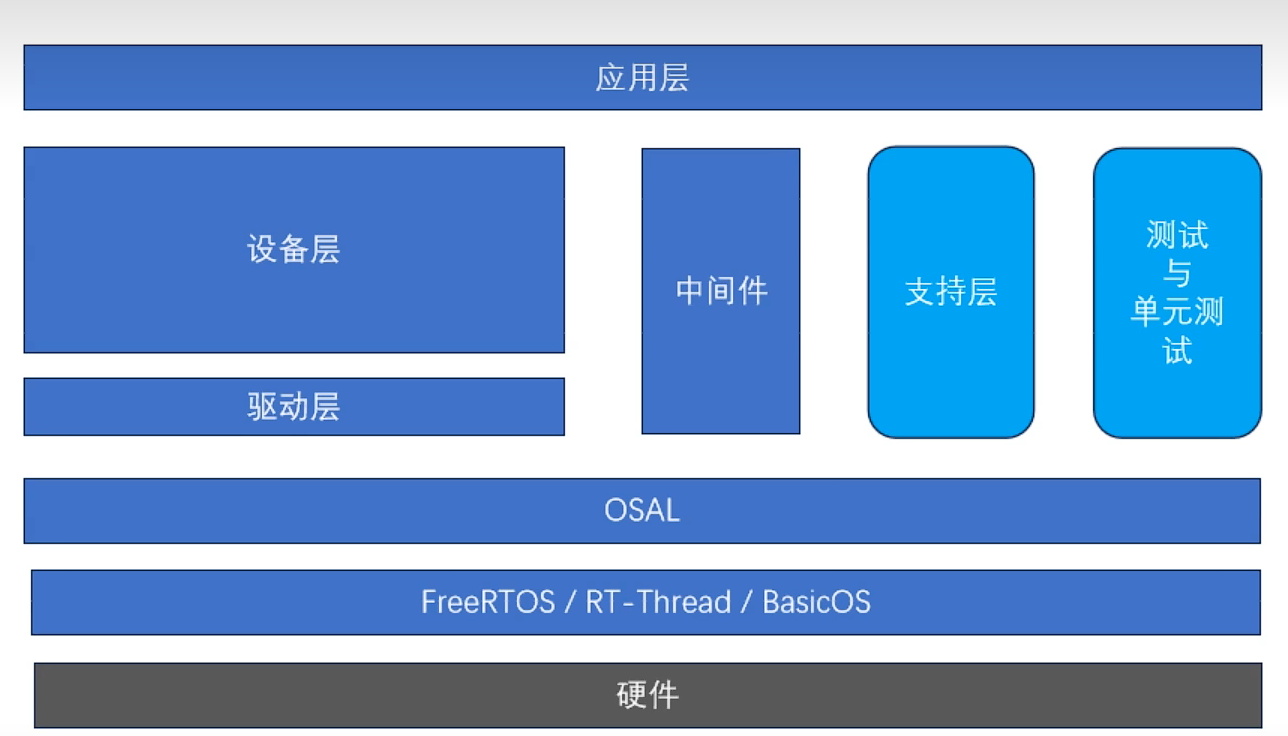 应用层
设备层
驱动层
中间件
支持层
测试
与
单元测
试
OSAL
FreeRTOS / RT-Thread / BasicOS
硬件